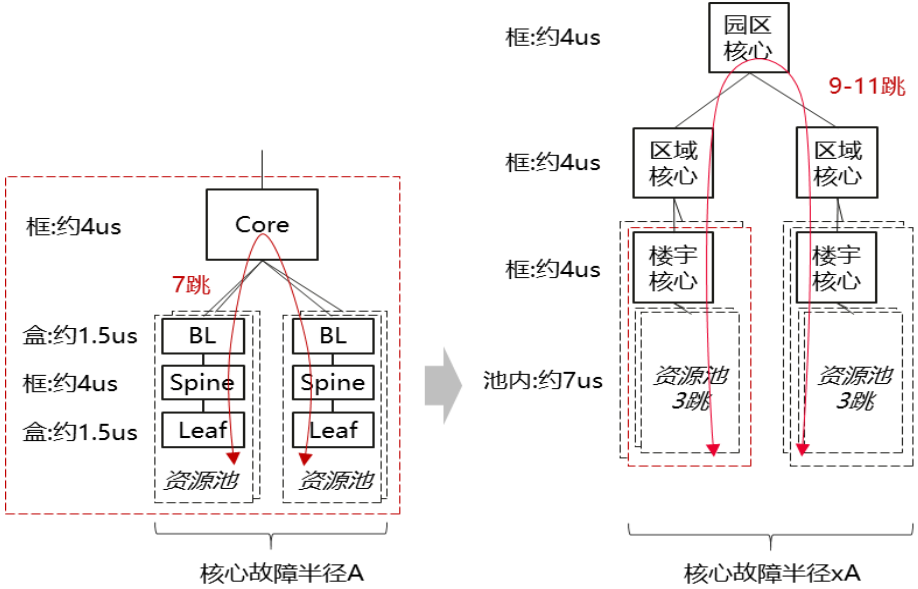 框:约4us
Core
7跳
盒:约1.5us
BL
BL
框:约4us
Spine
Spine
盒:约1.5us
Leaf
Leaf
资源池
资源池
核心故障半径A
框:约4us
园区
核心
9-11跳
框:约4us
区域
核心
区域
核心
框:约4us
楼宇
核心
楼宇
核心
池内:约7us
资源池
3跳
资源池
3跳
核心故障半径xA